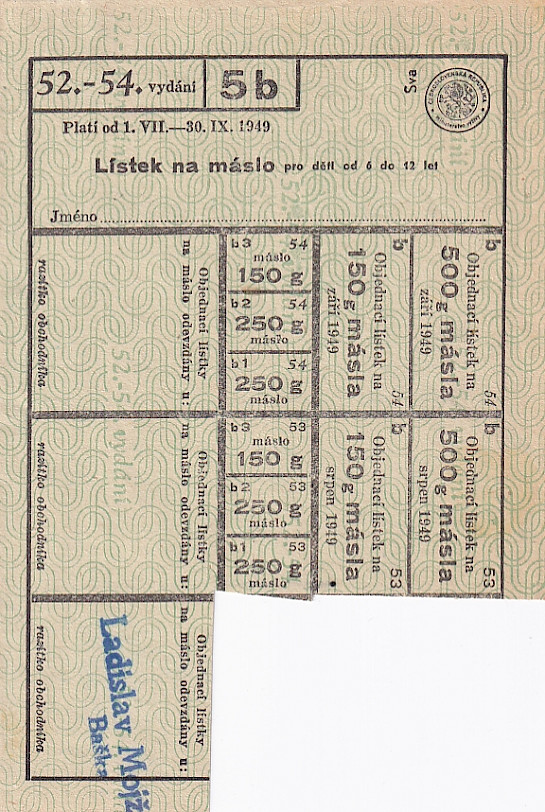 52.-54. vydání
5b
Sva
ČESKOSLOVENSKÁ REPUBLIKA
Platí od 1. VII.—30. IX. 1949
Lístek na máslo pro děti od 6 do 12 let
Jméno
Objednací lístky
na máslo odevzdány u:
razítko obchodníka
b3 54
máslo
150 g
b2 54
250 g
máslo
b1 54
250 g
máslo
b
Objednací lístek na
150g másla
září 1949
54
b
Objednací lístek na
500g másla
září 1949
54
Objednací lístky
na máslo odevzdány u:
razítko obchodníka
b3 53
máslo
150 g
b2 53
250 g
máslo
b1 53
250 g
máslo
b
Objednací lístek na
150g másla
srpen 1949
53
b
Objednací lístek na
500g másla
srpen 1949
53
Objednací lístky
na máslo odevzdány u:
razítko obchodníka
Ladislav Mojž
Baška